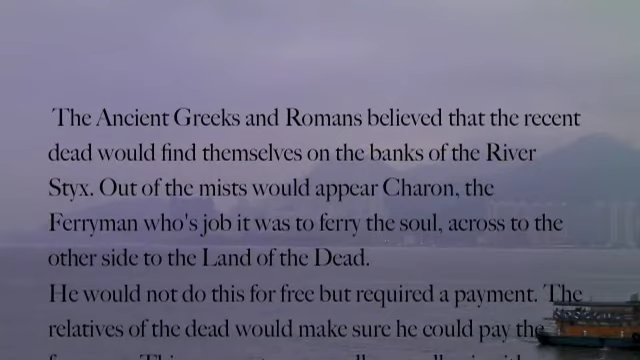 The Ancient Greeks and Romans believed that the recent
dead would find themselves on the banks of the River
Styx. Out of the mists would appear Charon, the
Ferryman who's job it was to ferry the soul, across to the
other side to the Land of the Dead.
He would not do this for free but required a payment. The
relatives of the dead would make sure he could pay the